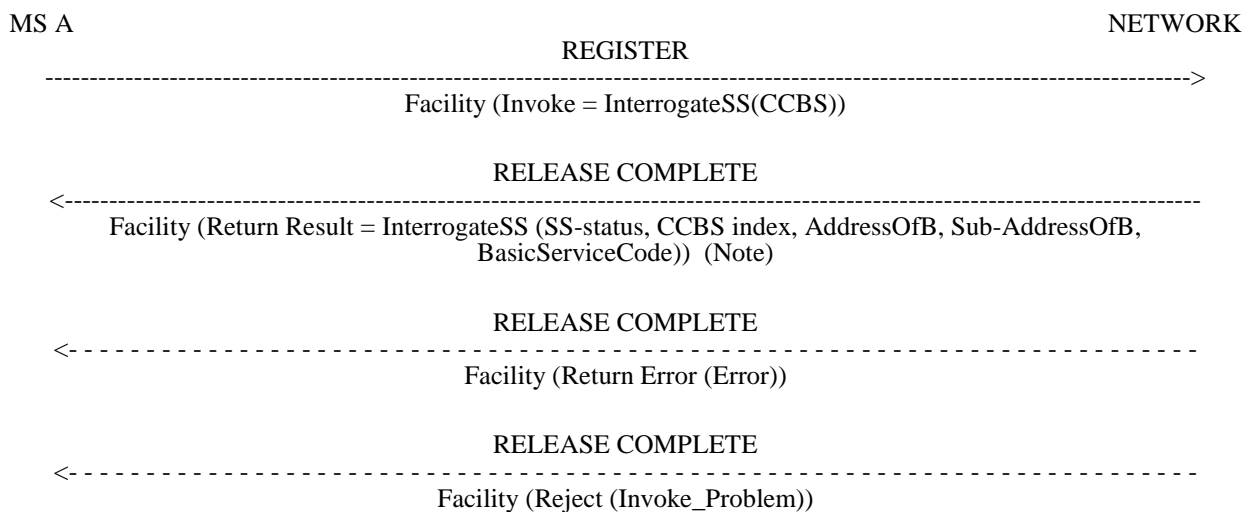 MS A NETWORK
REGISTER
Facility (Invoke = InterrogateSS(CCBS))
RELEASE COMPLETE
Facility (Return Result = InterrogateSS (SS-status, CCBS index, AddressOfB, Sub-AddressOfB,
BasicServiceCode)) (Note)
RELEASE COMPLETE
Facility (Return Error (Error))
RELEASE COMPLETE
Facility (Reject (Invoke_Problem))